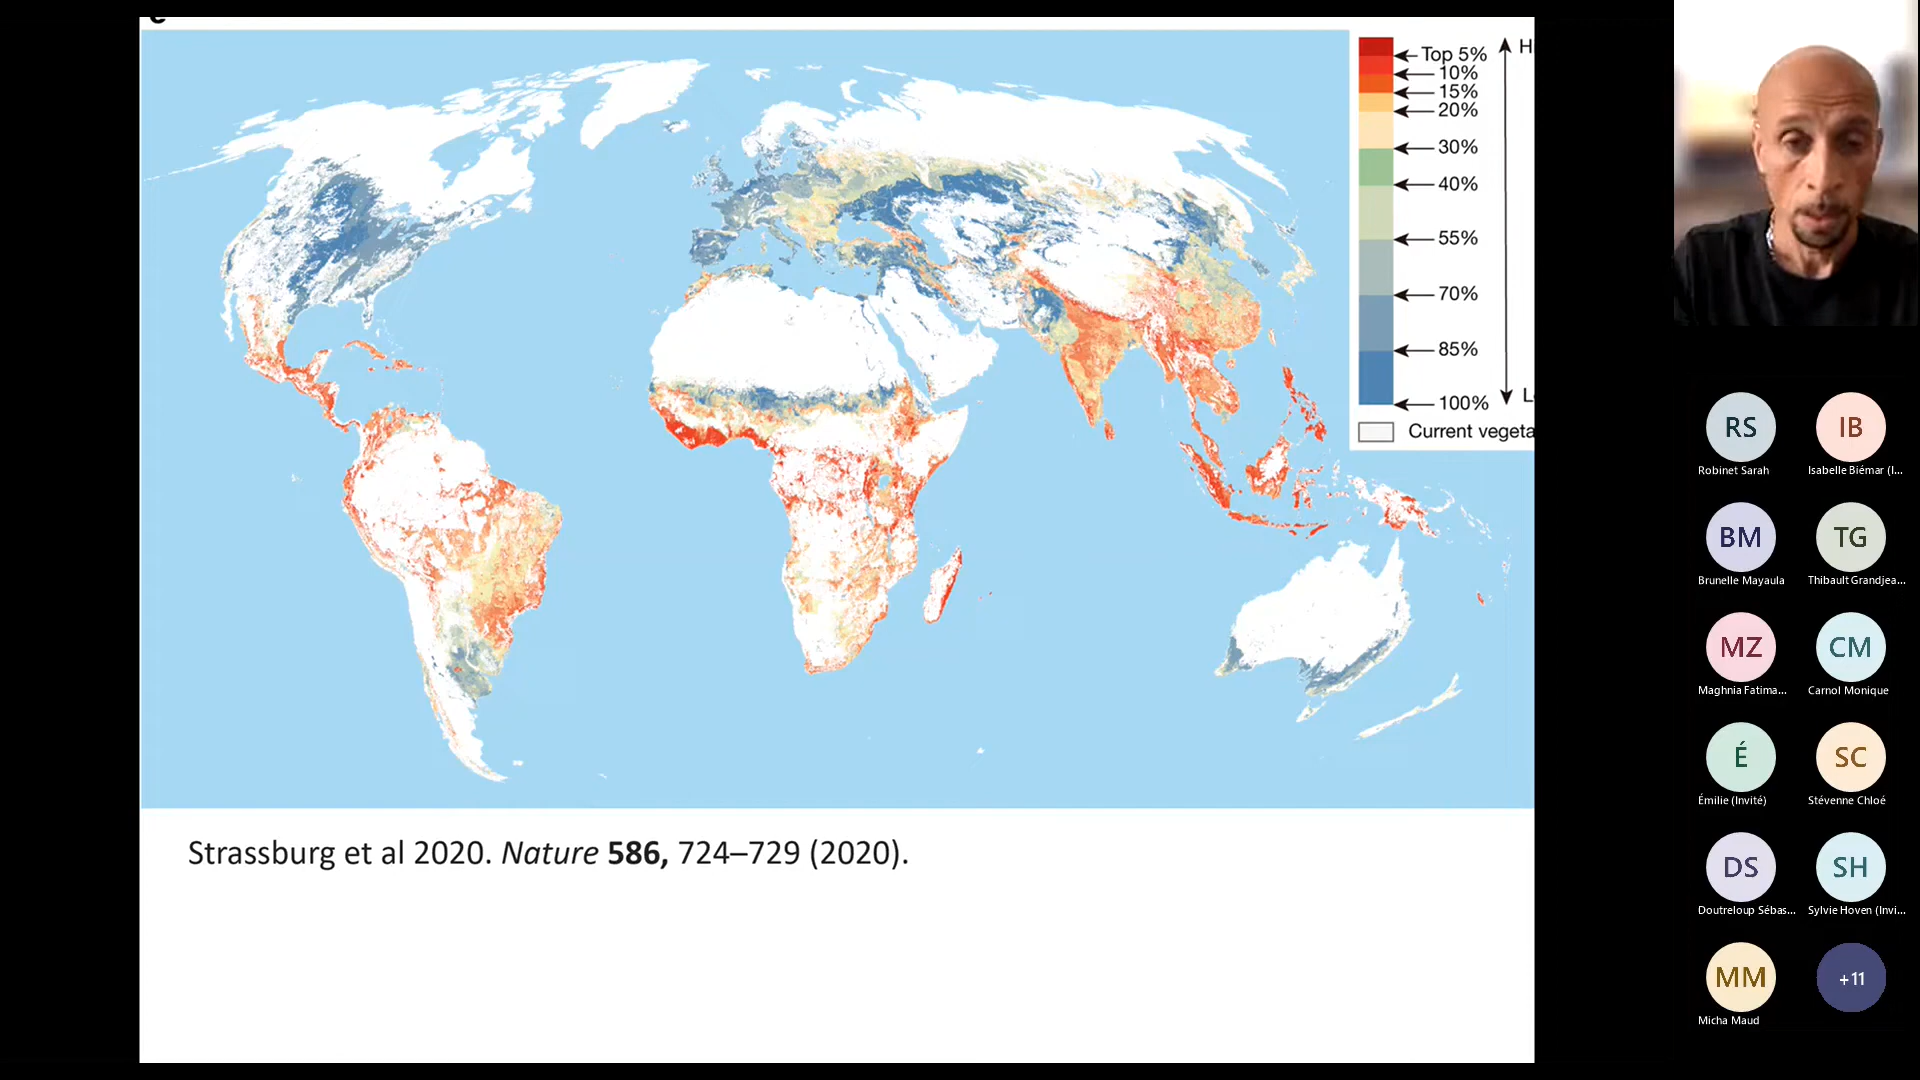 Top 5%
H
10%
15%
20%
30%
40%
55%
70%
85%
100%
L
Current vegeta
Strassburg et al 2020. Nature 586, 724–729 (2020).
RS
IB
Robinet Sarah
Isabelle Biémar (I...
BM
TG
Brunelle Mayaula
Thibault Grandjea...
MZ
CM
Maghnia Fatima...
Carnol Monique
É
SC
Émilie (Invité)
Stévenne Chloé
DS
SH
Doutreloup Sébas...
Sylvie Hoven (Invi...
MM
+11
Micha Maud